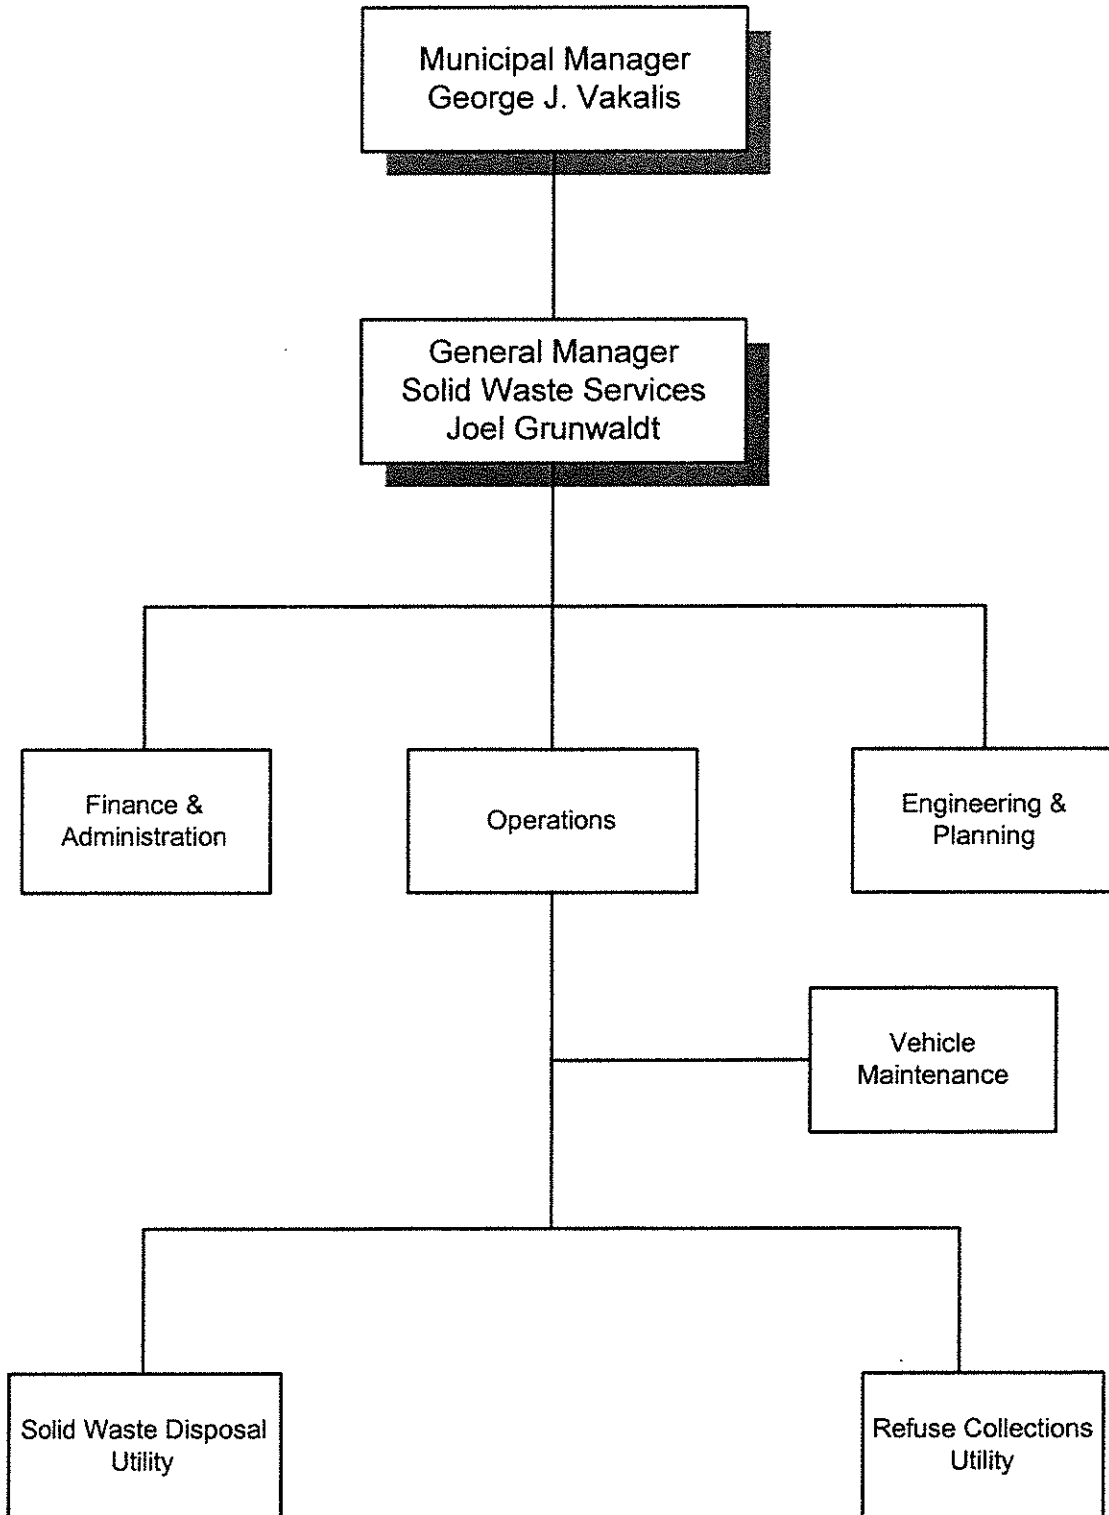 Municipal Manager
George J. Vakalis
General Manager
Solid Waste Services
Joel Grunwaldt
Finance &
Administration
Operations
Engineering &
Planning
Vehicle
Maintenance
Solid Waste Disposal
Utility
Refuse Collections
Utility